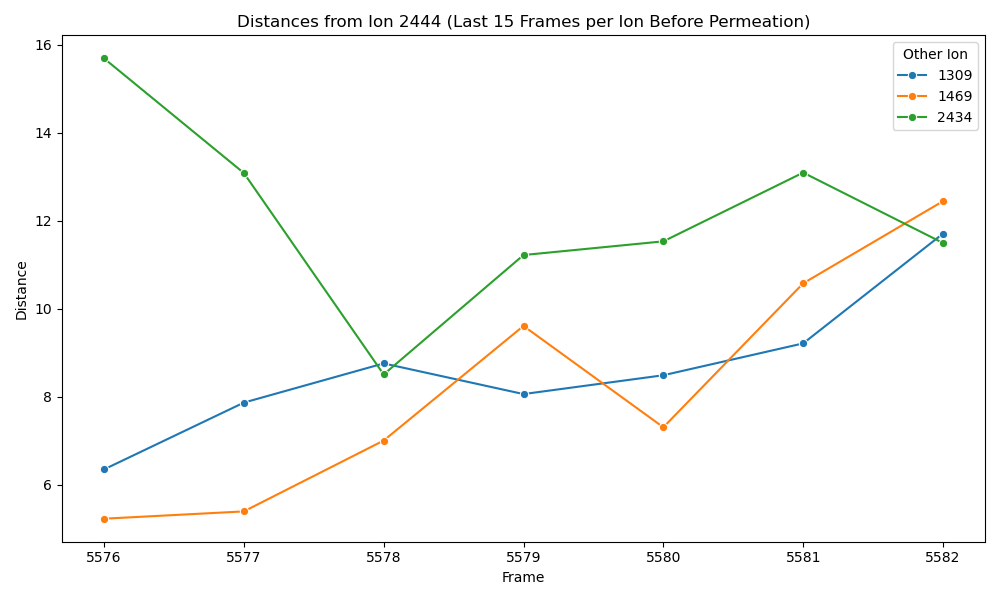 Distances from Ion 2444 (Last 15 Frames per Ion Before Permeation)
Other Ion
1309
1469
2434
16
14
12
10
8
6
Distance
5576 5577 5578 5579 5580 5581 5582
Frame